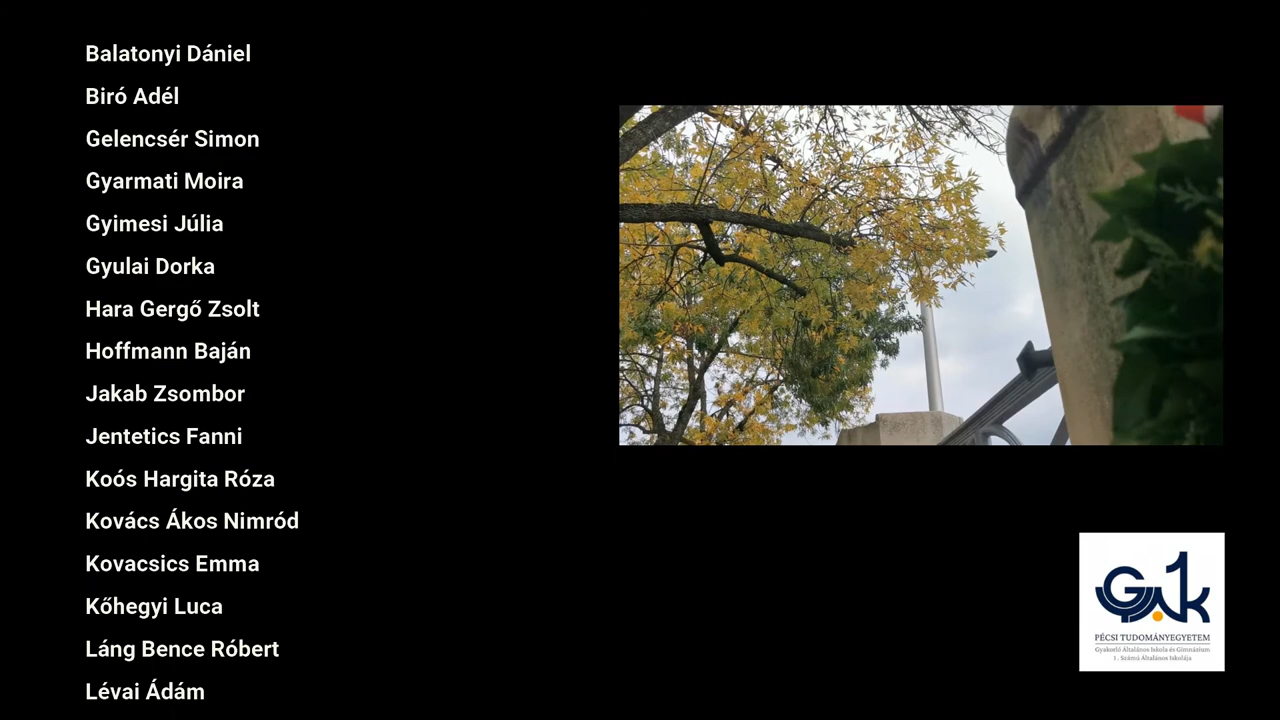 Balatonyi Dániel
Biró Adél
Gelencsér Simon
Gyarmati Moira
Gyimesi Júlia
Gyulai Dorka
Hara Gergő Zsolt
Hoffmann Baján
Jakab Zsombor
Jentetics Fanni
Koós Hargita Róza
Kovács Ákos Nimród
Kovacsics Emma
Kőhegyi Luca
Láng Bence Róbert
Lévai Ádám
Gyak1
PÉCSI TUDOMÁNYEGYETEM
Gyakorló Általános Iskola és Gimnázium
1. Számú Általános Iskolája